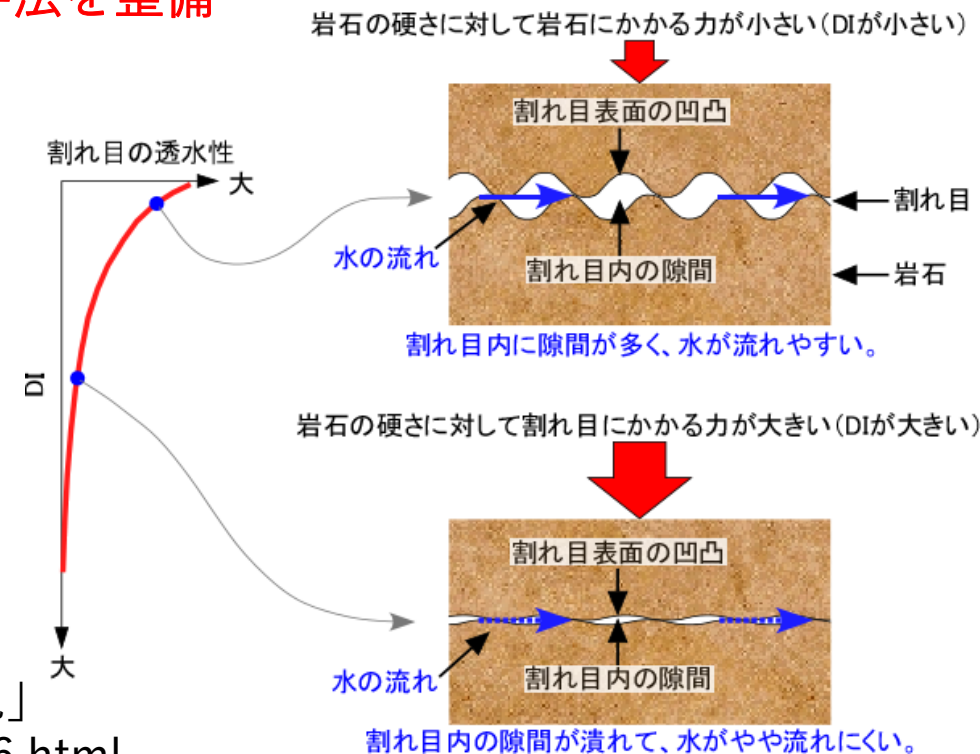 手法を整備
岩石の硬さに対して岩石にかかる力が小さい（DIが小さい）
割れ目の透水性
大
DI
大
割れ目表面の凹凸
水の流れ
割れ目内の隙間
割れ目
岩石
割れ目内に隙間が多く、水が流れやすい。
岩石の硬さに対して割れ目にかかる力が大きい（DIが大きい）
割れ目表面の凹凸
水の流れ
割れ目内の隙間
割れ目内の隙間が潰れて、水がやや流れにくい。
」
6.html